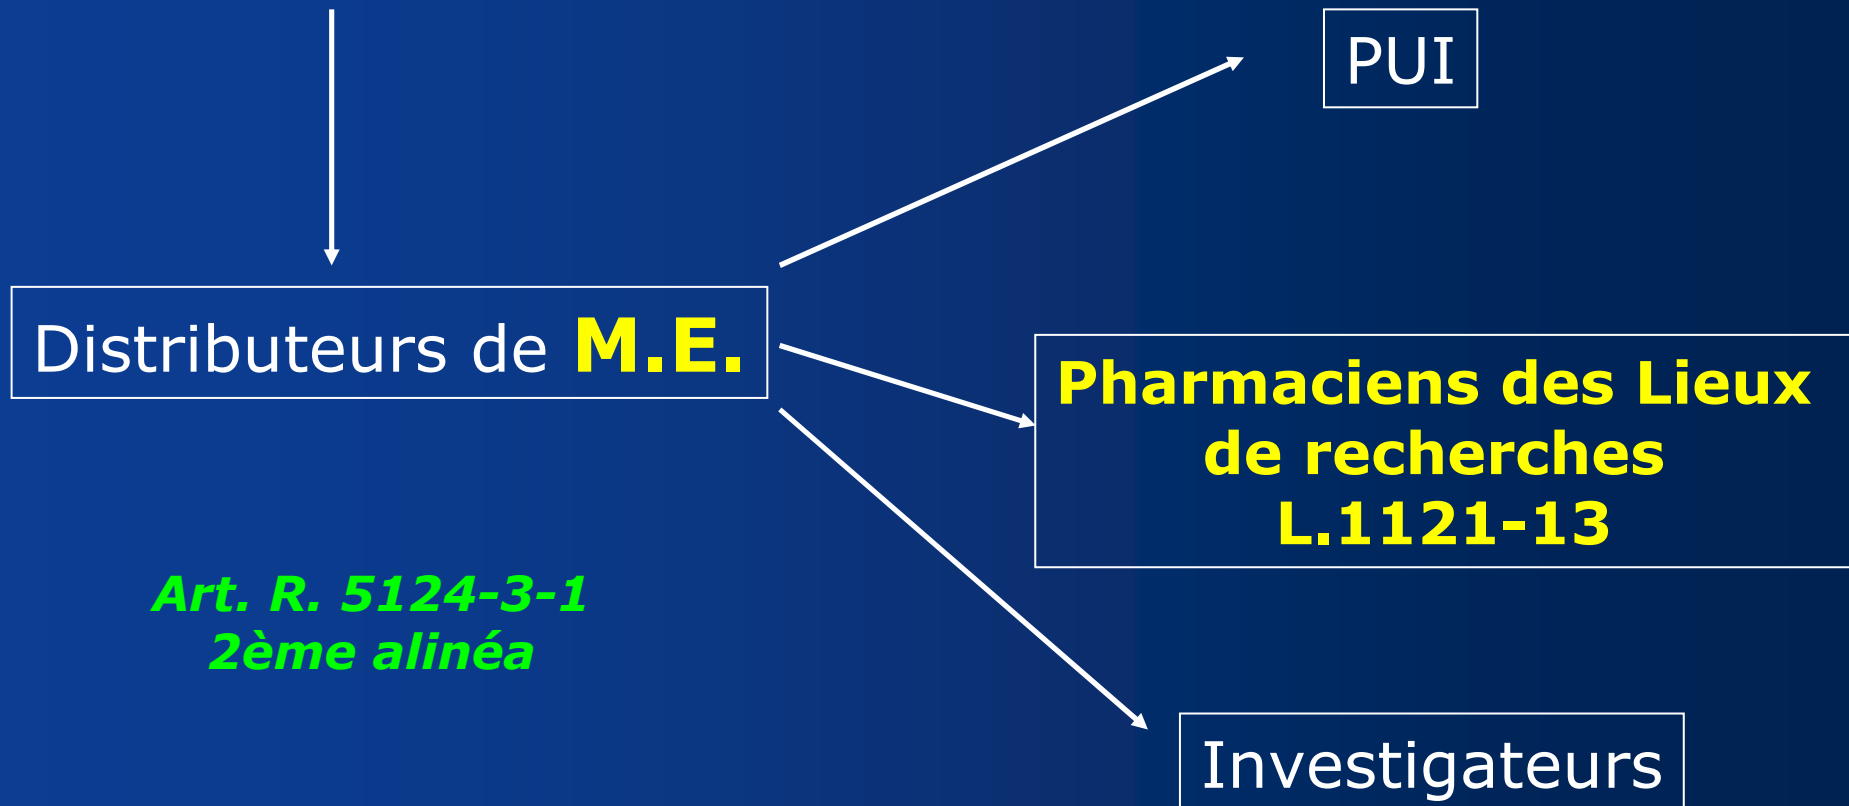 PUI
Distributeurs de M.E.
Pharmaciens des Lieux
de recherches
L.1121-13
Art. R. 5124-3-1
2ème alinéa
Investigateurs